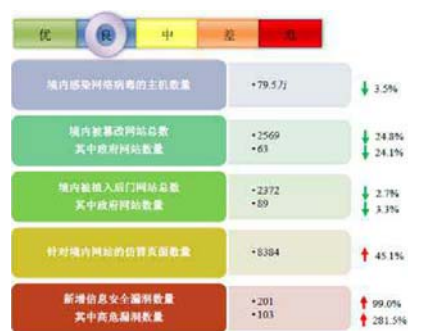 优 良 中 差 危
境内感染网络病毒的主机数量 •79.5万 3.5%
境内被篡改网站总数 •2569 24.8%
其中政府网站数量 •63 24.1%
境内被植入后门网站总数 •2372 2.7%
其中政府网站数量 •89 3.3%
针对境内网站的仿冒页面数量 •8384 45.1%
新增信息安全漏洞数量 •201 99.0%
其中高危漏洞数量 •103 281.5%